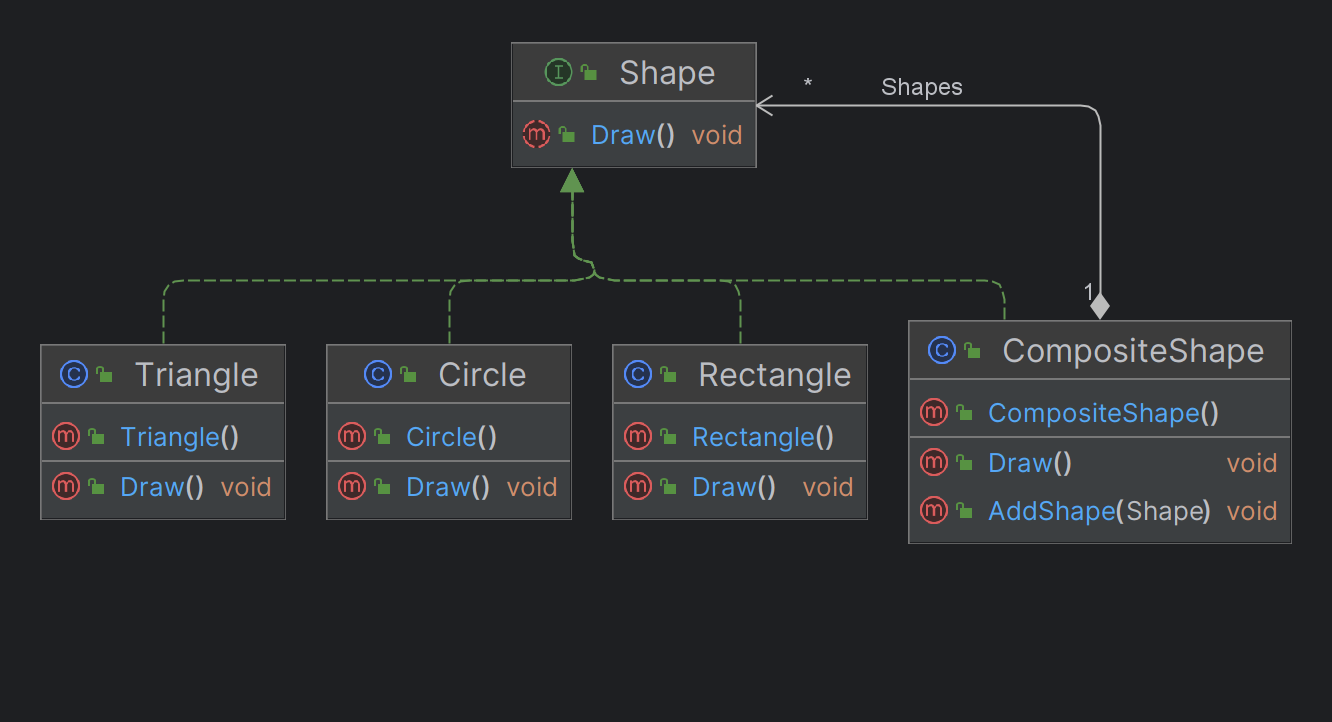 I Shape
* Shapes
m Draw() void
1
C Triangle
m Triangle()
m Draw() void
C Circle
m Circle()
m Draw() void
C Rectangle
m Rectangle()
m Draw() void
C CompositeShape
m CompositeShape()
m Draw() void
m AddShape(Shape) void